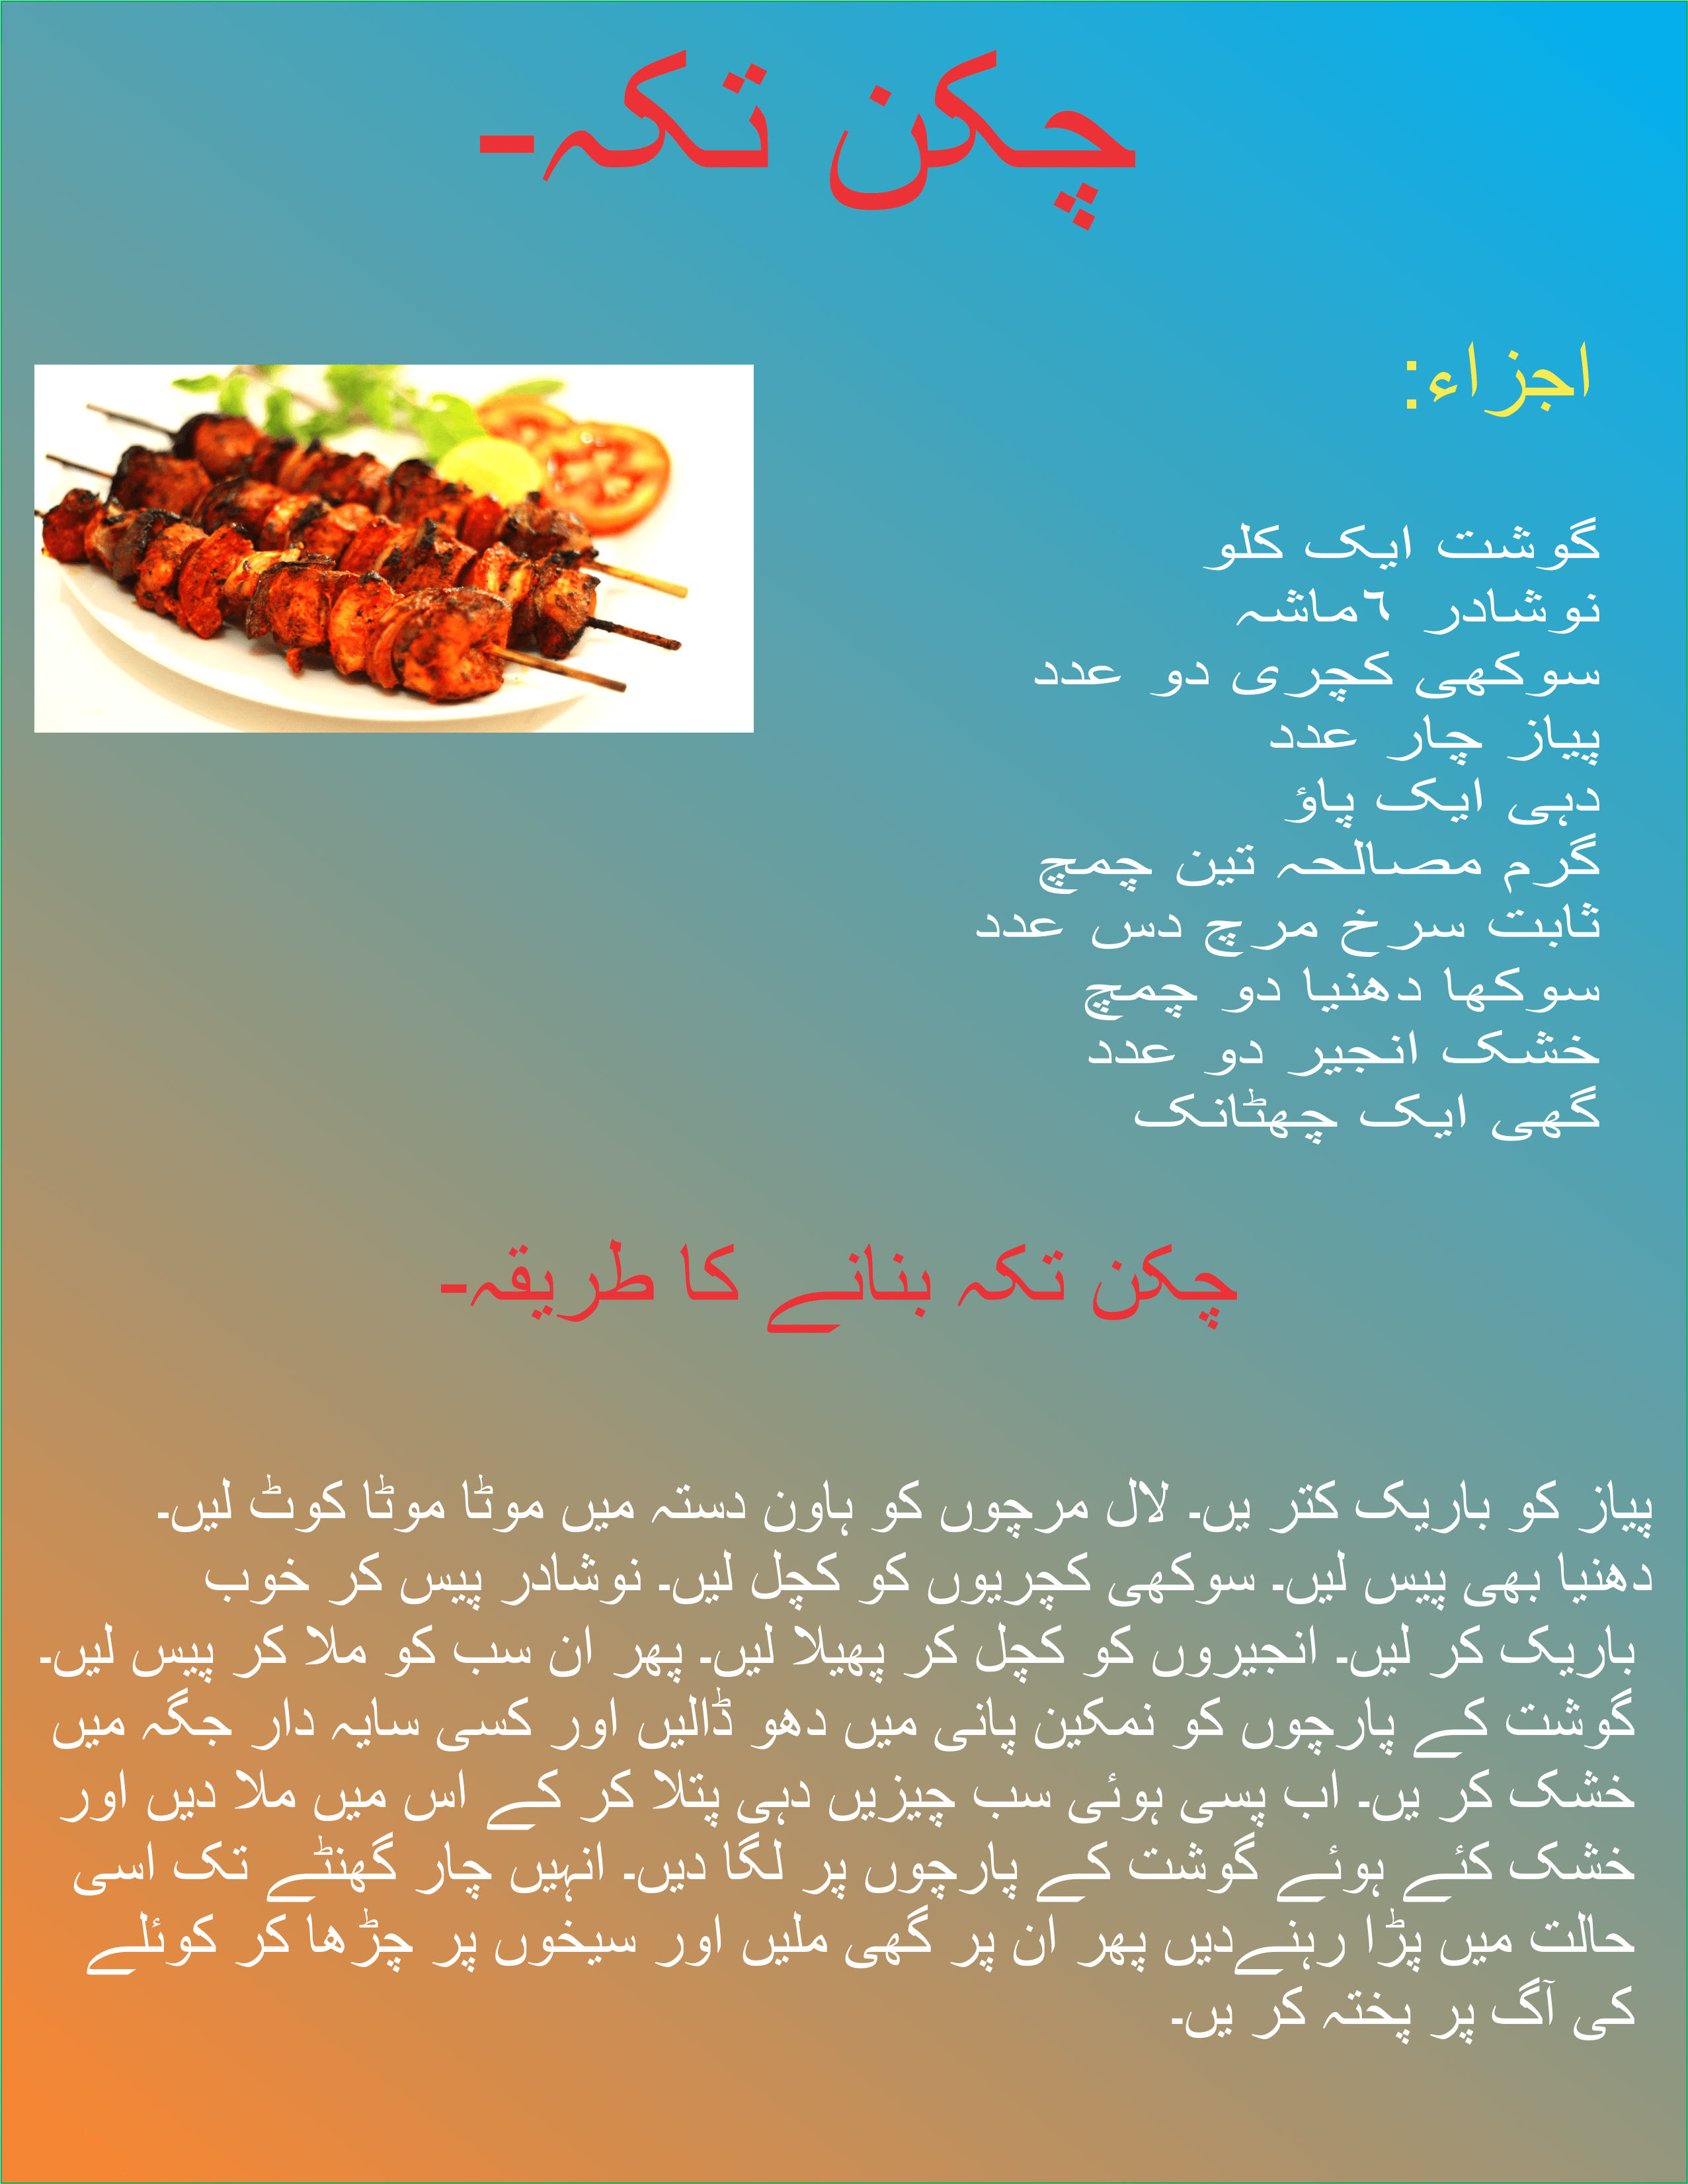 چکن تکہ۔
اجزاء:
گوشت ایک کلو
نوشادر ٦ماشہ
سوکھی کچری دو عدد
پیاز چار عدد
دہی ایک پاؤ
گرم مصالحہ تین چمچ
ثابت سرخ مرچ دس عدد
سوکھا دھنیا دو چمچ
خشک انجیر دو عدد
گھی ایک چھٹانک
چکن تکہ بنانے کا طریقہ۔
پیاز کو باریک کتر یں۔ لال مرچوں کو ہاون دستہ میں موٹا موٹا کوٹ لیں۔
دھنیا بھی پیس لیں۔ سوکھی کچریوں کو کچل لیں۔ نوشادر پیس کر خوب
باریک کر لیں۔ انجیروں کو کچل کر پھیلا لیں۔ پھر ان سب کو ملا کر پیس لیں۔
گوشت کے پارچوں کو نمکین پانی میں دھو ڈالیں اور کسی سایہ دار جگہ میں
خشک کر یں۔ اب پسی ہوئی سب چیزیں دہی پتلا کر کے اس میں ملا دیں اور
خشک کئے ہوئے گوشت کے پارچوں پر لگا دیں۔ انہیں چار گھنٹے تک اسی
حالت میں پڑا رہنےدیں پھر ان پر گھی ملیں اور سیخوں پر چڑھا کر کوئلے
کی آگ پر پختہ کر یں۔